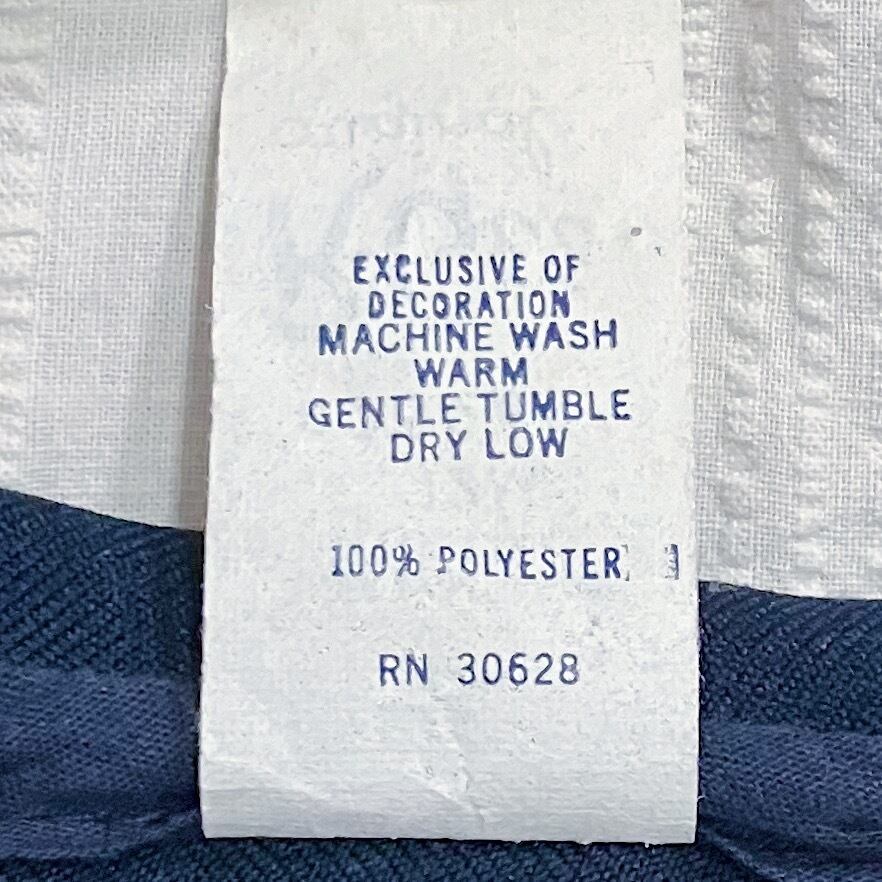 EXCLUSIVE OF
DECORATION
MACHINE WASH
WARM
GENTLE TUMBLE
DRY LOW
100% POLYESTER
RN 30628